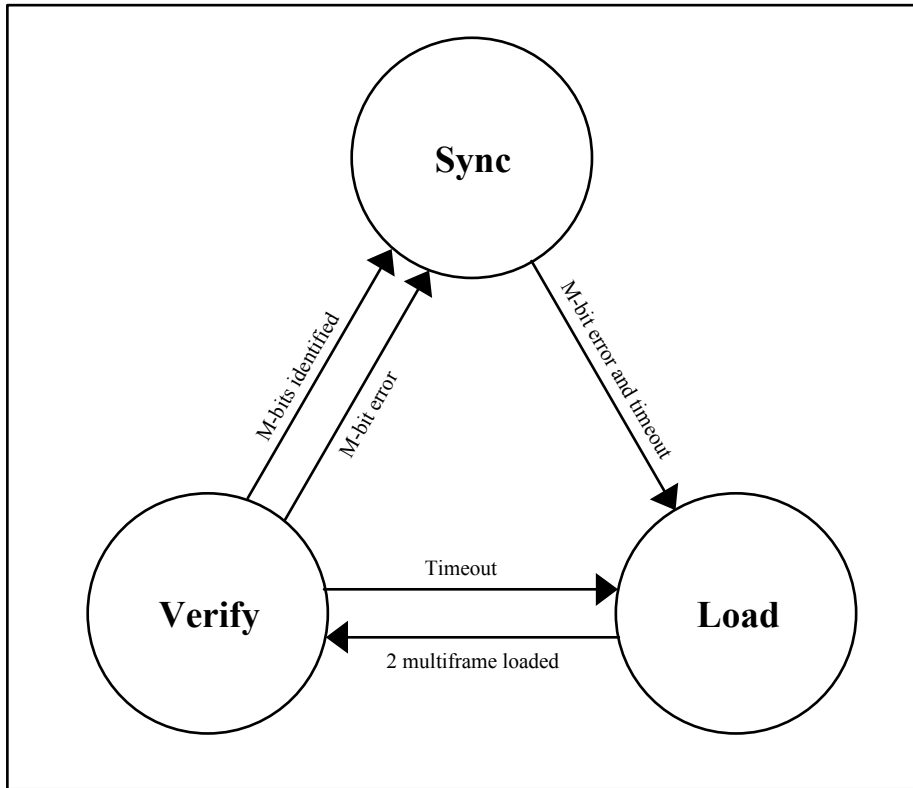 Sync
M-bits identified
M-bit error
M-bit error and timeout
Timeout
Verify
Load
2 multiframe loaded